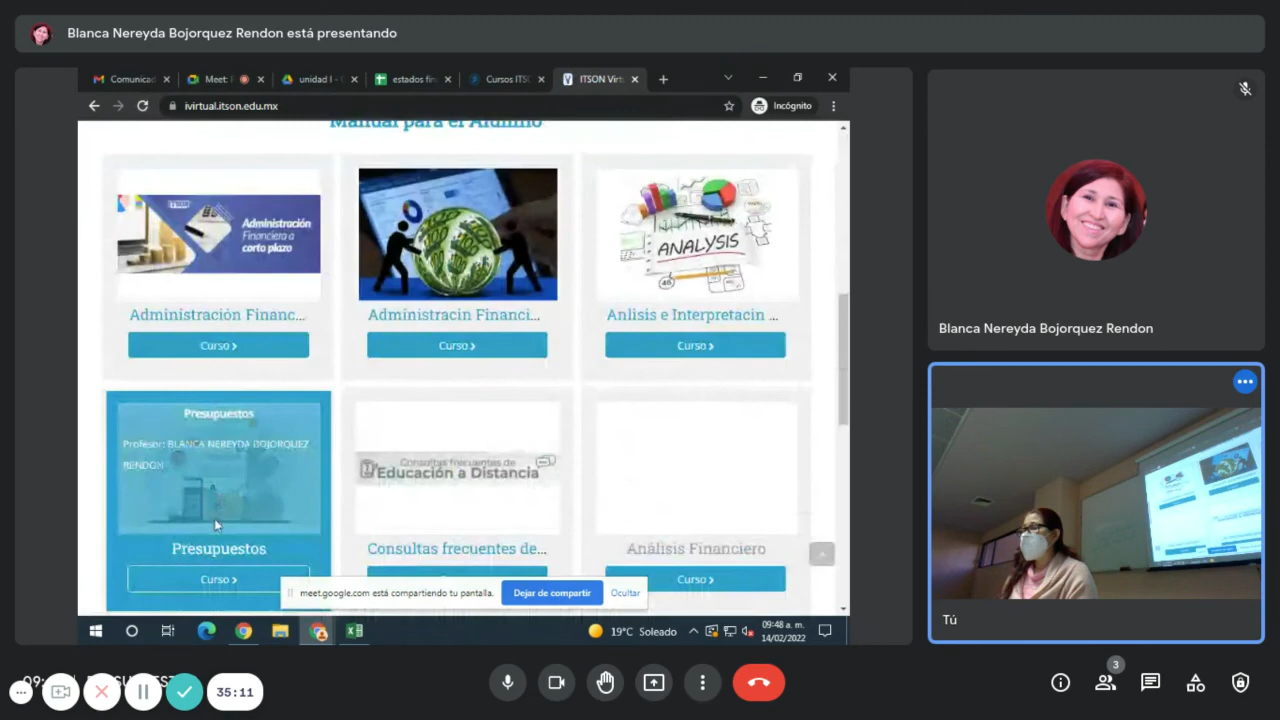 Blanca Nereyda Bojorquez Rendon está presentando
Comunicac
Meet:
unidad I -
estados fin
Cursos ITSO
ITSON Virtu
ivirtual.itson.edu.mx
Incógnito
Manual para el Alumno
Administración
Financiera a
corto plazo
ANALYSIS
Administración Financ...
Administracin Financi...
Anlisis e Interpretacin ...
Curso
Curso
Curso
Presupuestos
Profesor: BLANCA NEREYDA BOJORQUEZ
RENDON
Consultas frecuentes de
Educación a Distancia
Presupuestos
Consultas frecuentes de...
Análisis Financiero
Curso
Curso
meet.google.com está compartiendo tu pantalla.
Dejar de compartir
Ocultar
19°C Soleado
09:48 a. m.
14/02/2022
Blanca Nereyda Bojorquez Rendon
Tú
35:11
3